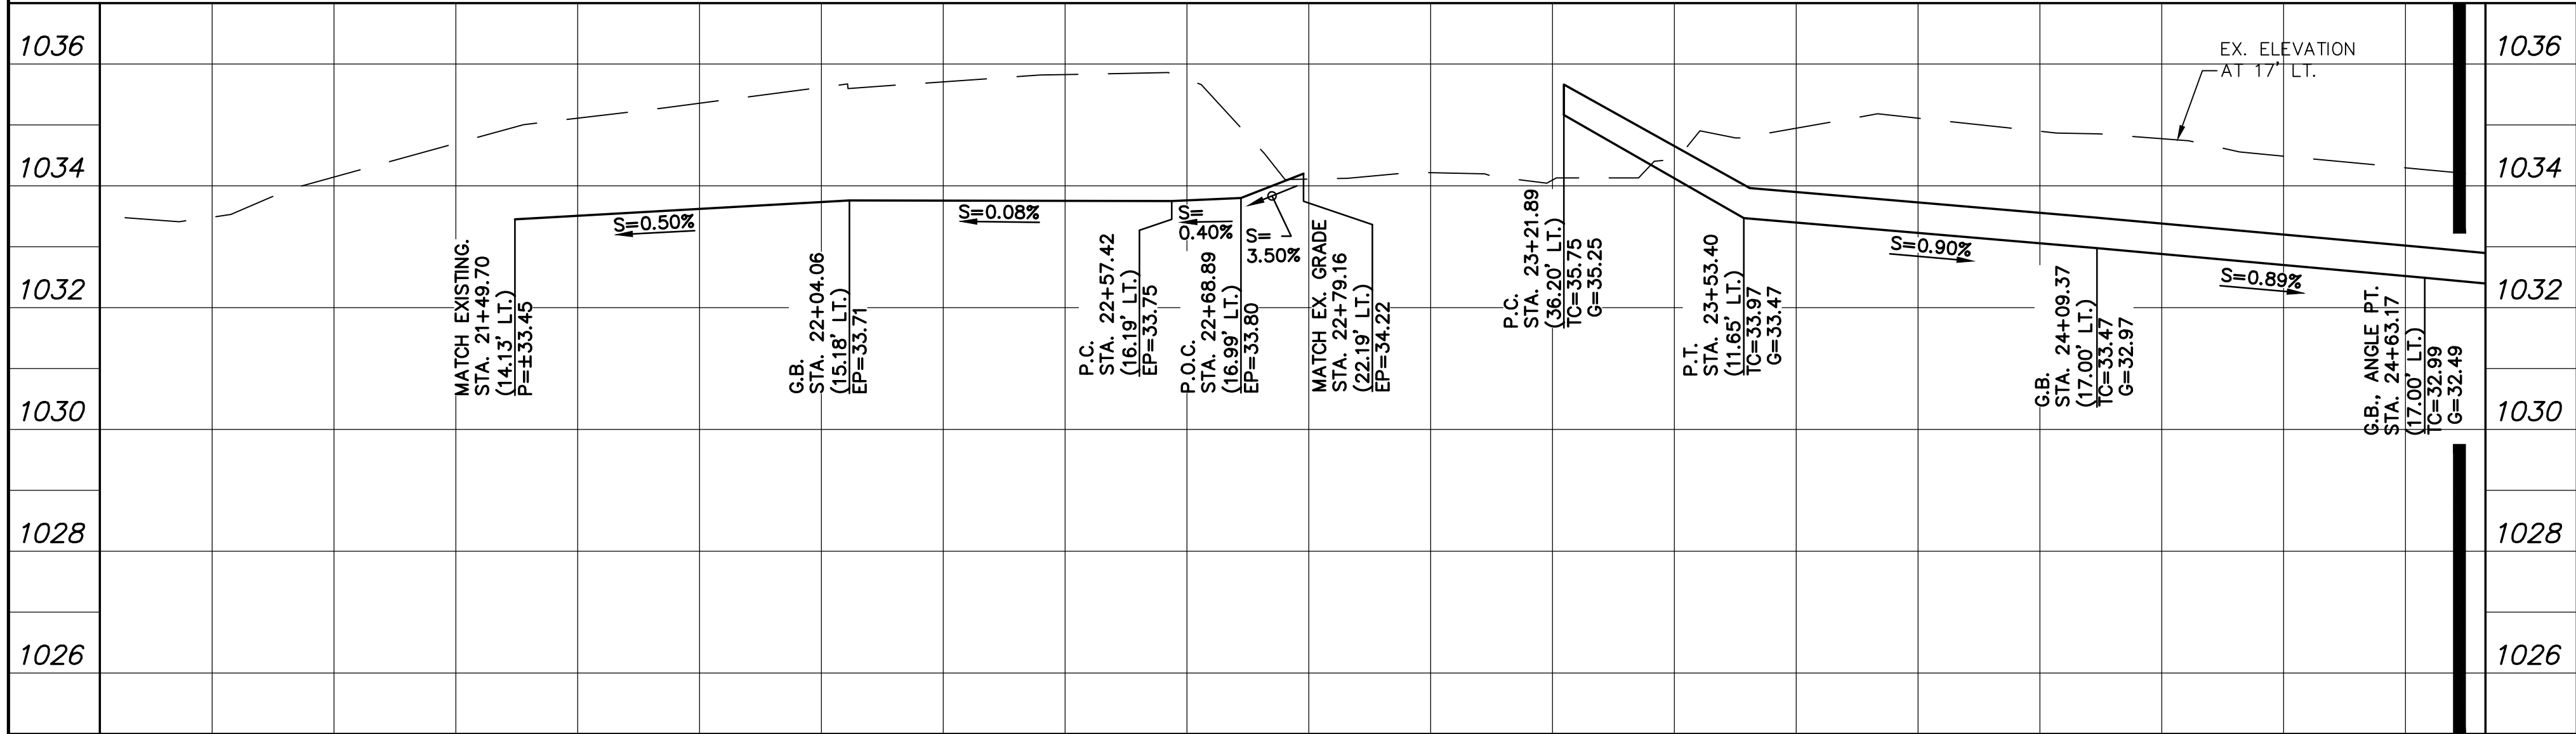 1036
1034
1032
1030
1028
1026
MATCH EXISTING.
STA. 21+49.70
(14.13' LT.)
P=±33.45
S=0.50%
G.B.
STA. 22+04.06
(15.18' LT.)
EP=33.71
S=0.08%
P.C.
STA. 22+57.42
(16.19' LT.)
EP=33.75
S=
0.40%
P.O.C.
STA. 22+68.89
(16.99' LT.)
EP=33.80
S=
3.50%
MATCH EX. GRADE
STA. 22+79.16
(22.19' LT.)
EP=34.22
P.C.
STA. 23+21.89
(36.20' LT.)
TC=35.75
G=35.25
P.T.
STA. 23+53.40
(11.65' LT.)
TC=33.97
G=33.47
S=0.90%
G.B.
STA. 24+09.37
(17.00' LT.)
TC=33.47
G=32.97
EX. ELEVATION
AT 17' LT.
S=0.89%
G.B., ANGLE PT.
STA. 24+63.17
(17.00' LT.)
TC=32.99
G=32.49
1036
1034
1032
1030
1028
1026